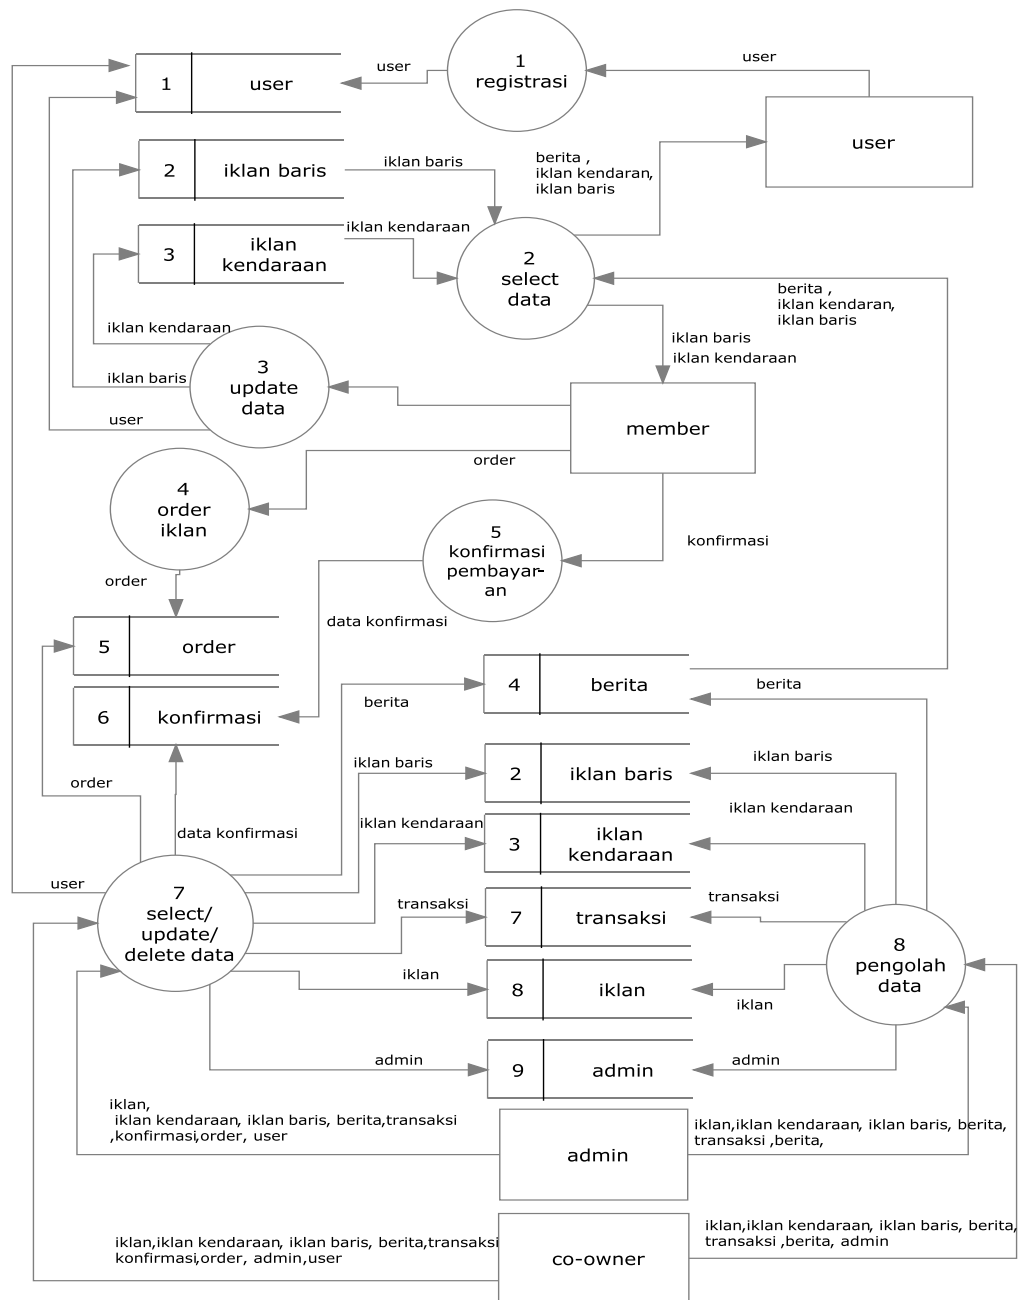 1
registrasi
user
user
1
user
user
2
iklan baris
iklan baris
berita ,
iklan kendaran,
iklan baris
3
iklan
kendaraan
iklan kendaraan
2
select
data
berita ,
iklan kendaran,
iklan baris
iklan kendaraan
iklan baris
user
3
update
data
iklan baris
iklan kendaraan
member
order
4
order
iklan
5
konfirmasi
pembayar-
an
konfirmasi
order
data konfirmasi
5
order
6
konfirmasi
4
berita
berita
berita
order
data konfirmasi
iklan baris
2
iklan baris
iklan baris
iklan kendaraan
3
iklan
kendaraan
iklan kendaraan
user
7
select/
update/
delete data
transaksi
7
transaksi
transaksi
8
pengolah
data
iklan
8
iklan
iklan
admin
9
admin
admin
iklan,
iklan kendaraan, iklan baris, berita,transaksi
,konfirmasi,order, user
admin
iklan,iklan kendaraan, iklan baris, berita,
transaksi ,berita,
iklan,iklan kendaraan, iklan baris, berita,transaksi
konfirmasi,order, admin,user
co-owner
iklan,iklan kendaraan, iklan baris, berita,
transaksi ,berita, admin